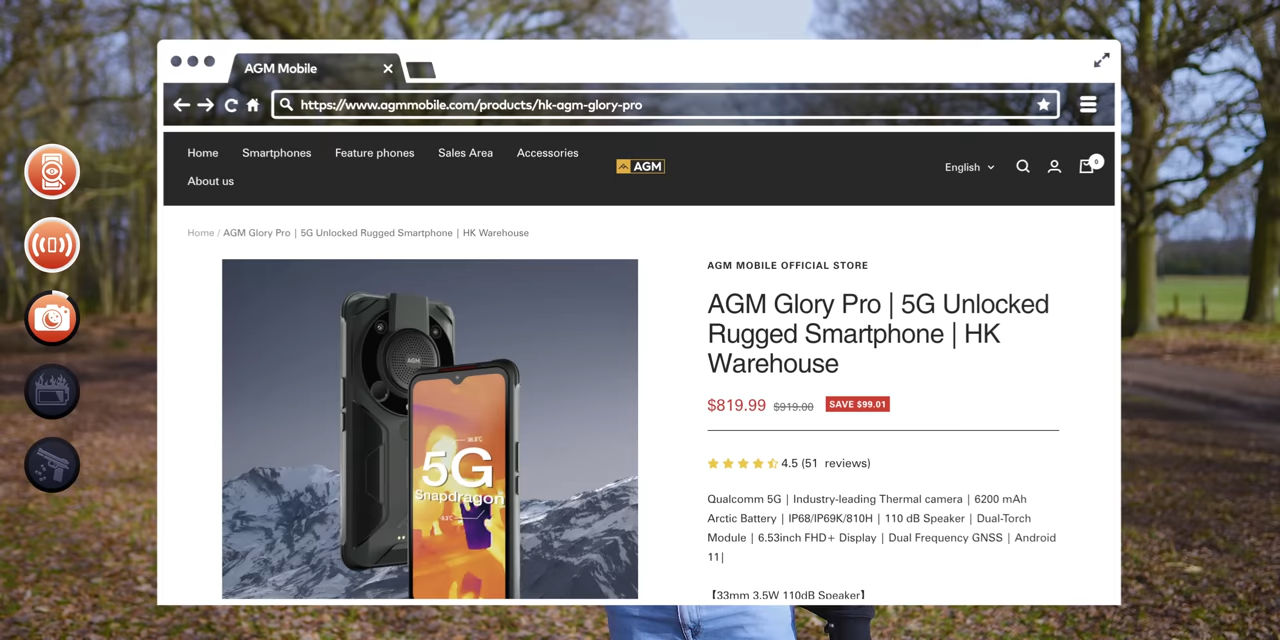 AGM Mobile
https://www.agmmobile.com/products/hk-agm-glory-pro
Home Smartphones Feature phones Sales Area Accessories
About us
AGM
English
0
Home / AGM Glory Pro | 5G Unlocked Rugged Smartphone | HK Warehouse
AGM
5G
Snapdragon
AGM MOBILE OFFICIAL STORE
AGM Glory Pro | 5G Unlocked
Rugged Smartphone | HK
Warehouse
$819.99 $919.00 SAVE $99.01
4.5 (51 reviews)
Qualcomm 5G | Industry-leading Thermal camera | 6200 mAh
Arctic Battery | IP68/IP69K/810H | 110 dB Speaker | Dual-Torch
Module | 6.53inch FHD+ Display | Dual Frequency GNSS | Android
11|
【33mm 3.5W 110dB Speaker】